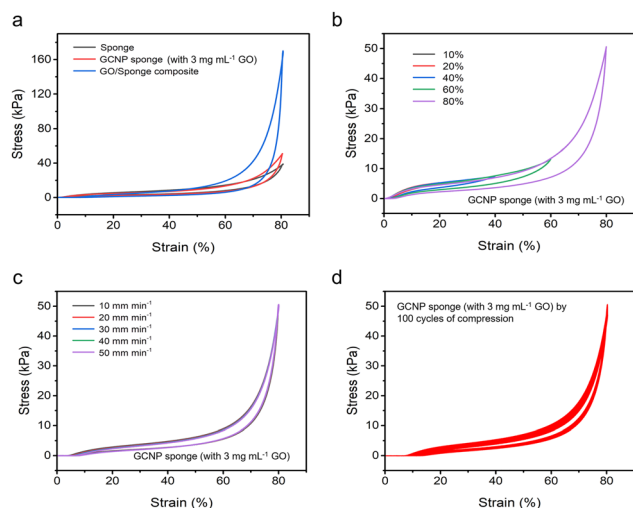 a
Sponge
GCNP sponge (with 3 mg mL⁻¹ GO)
GO/Sponge composite
Stress (kPa)
160
120
80
40
0
0 20 40 60 80
Strain (%)
b
10%
20%
40%
60%
80%
Stress (kPa)
50
40
30
20
10
0
GCNP sponge (with 3 mg mL⁻¹ GO)
0 10 20 30 40 50 60 70 80 90
Strain (%)
c
10 mm min⁻¹
20 mm min⁻¹
30 mm min⁻¹
40 mm min⁻¹
50 mm min⁻¹
Stress (kPa)
50
40
30
20
10
0
GCNP sponge (with 3 mg mL⁻¹ GO)
0 20 40 60 80
Strain (%)
d
GCNP sponge (with 3 mg mL⁻¹ GO) by
100 cycles of compression
Stress (kPa)
50
40
30
20
10
0
0 20 40 60 80
Strain (%)